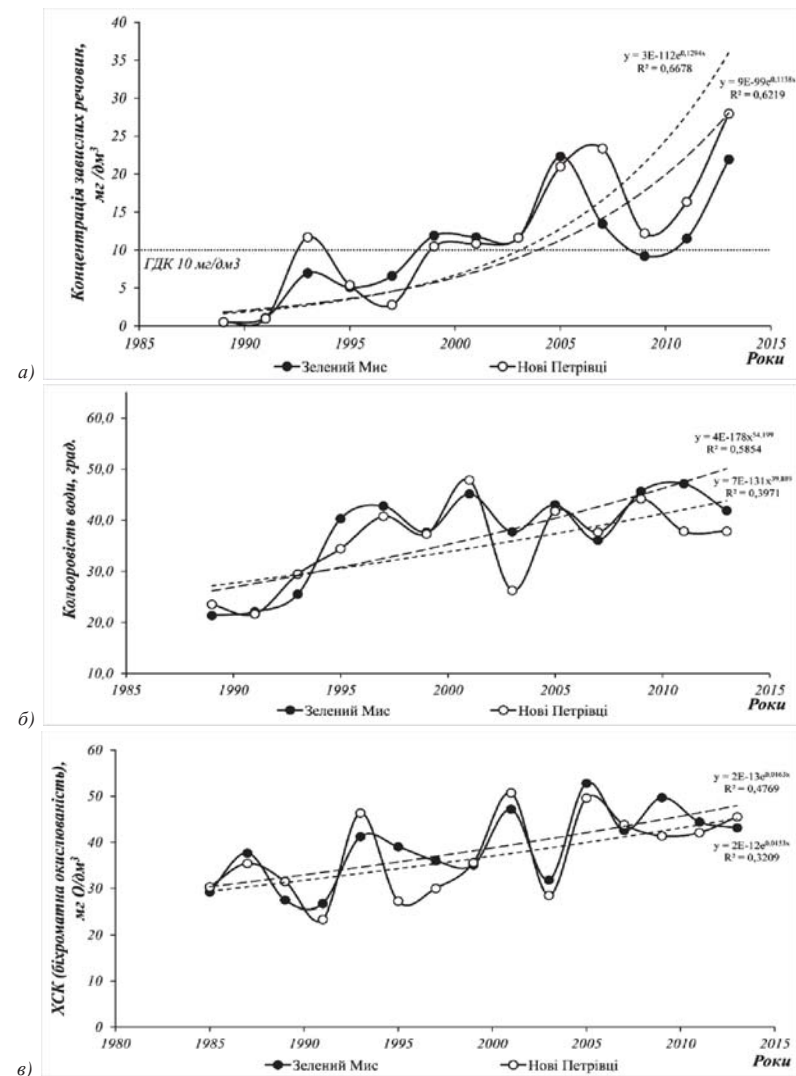 Концентрація завислих речовин,
мг /дм³
40
35
30
25
20
15
10
5
0
ГДК 10 мг/дм3
y = 3E-112e^0,1294x
R² = 0,6678
y = 9E-99e^0,1138x
R² = 0,6219
1985
1990
1995
2000
2005
2010
2015
Роки
а)
Зелений Мис
Нові Петрівці
Кольоровість води, град.
60,0
50,0
40,0
30,0
20,0
10,0
y = 4E-178x^54,199
R² = 0,5854
y = 7E-131x^39,889
R² = 0,3971
1985
1990
1995
2000
2005
2010
2015
Роки
б)
Зелений Мис
Нові Петрівці
ХСК (біхроматна окислюваність),
мг О/дм³
60
50
40
30
20
10
0
y = 2E-13e^0,0163x
R² = 0,4769
y = 2E-12e^0,0153x
R² = 0,3209
1980
1985
1990
1995
2000
2005
2010
2015
Роки
в)
Зелений Мис
Нові Петрівці